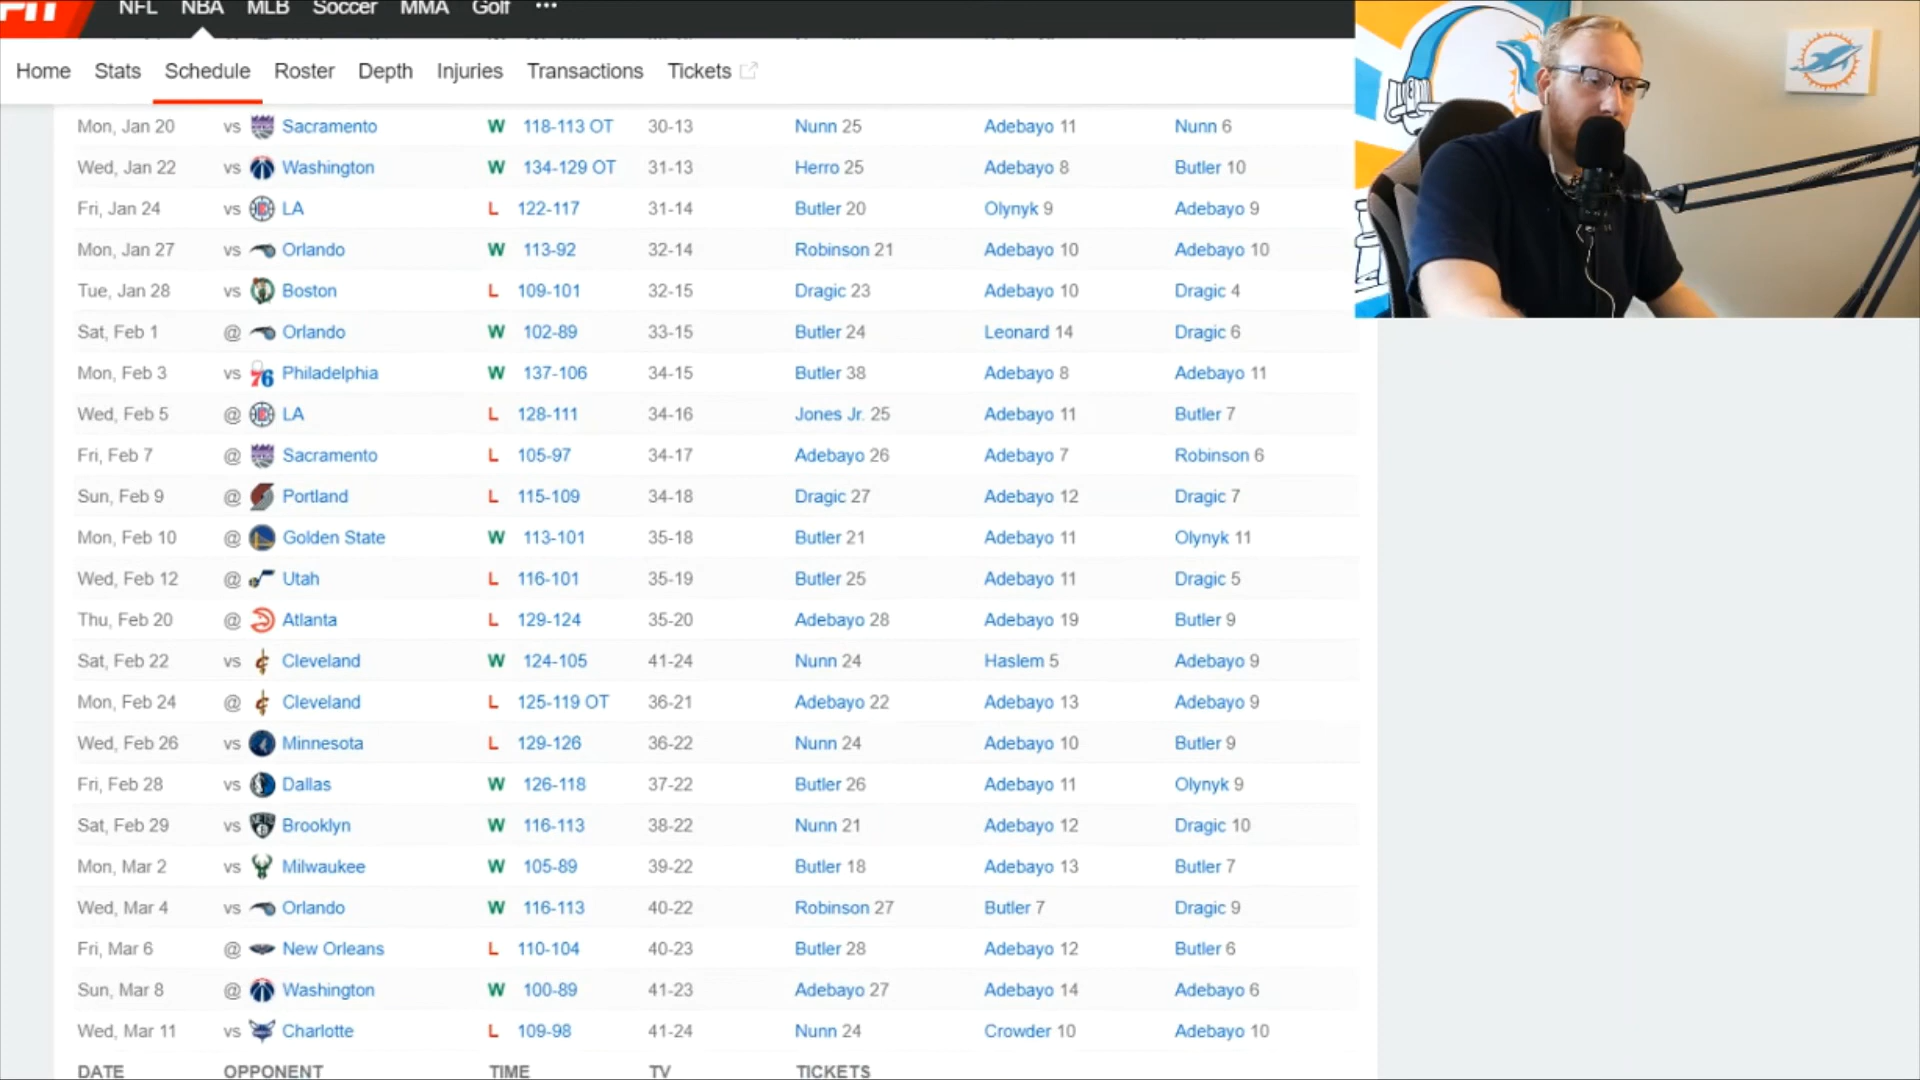 NFL NBA MLB Soccer MMA Golf ...
Home Stats Schedule Roster Depth Injuries Transactions Tickets
Mon, Jan 20 vs Sacramento W 118-113 OT 30-13 Nunn 25 Adebayo 11 Nunn 6
Wed, Jan 22 vs Washington W 134-129 OT 31-13 Herro 25 Adebayo 8 Butler 10
Fri, Jan 24 vs LA L 122-117 31-14 Butler 20 Olynyk 9 Adebayo 9
Mon, Jan 27 vs Orlando W 113-92 32-14 Robinson 21 Adebayo 10 Adebayo 10
Tue, Jan 28 vs Boston L 109-101 32-15 Dragic 23 Adebayo 10 Dragic 4
Sat, Feb 1 @ Orlando W 102-89 33-15 Butler 24 Leonard 14 Dragic 6
Mon, Feb 3 vs 76 Philadelphia W 137-106 34-15 Butler 38 Adebayo 8 Adebayo 11
Wed, Feb 5 @ LA L 128-111 34-16 Jones Jr. 25 Adebayo 11 Butler 7
Fri, Feb 7 @ Sacramento L 105-97 34-17 Adebayo 26 Adebayo 7 Robinson 6
Sun, Feb 9 @ Portland L 115-109 34-18 Dragic 27 Adebayo 12 Dragic 7
Mon, Feb 10 @ Golden State W 113-101 35-18 Butler 21 Adebayo 11 Olynyk 11
Wed, Feb 12 @ Utah L 116-101 35-19 Butler 25 Adebayo 11 Dragic 5
Thu, Feb 20 @ Atlanta L 129-124 35-20 Adebayo 28 Adebayo 19 Butler 9
Sat, Feb 22 vs Cleveland W 124-105 41-24 Nunn 24 Haslem 5 Adebayo 9
Mon, Feb 24 @ Cleveland L 125-119 OT 36-21 Adebayo 22 Adebayo 13 Adebayo 9
Wed, Feb 26 vs Minnesota L 129-126 36-22 Nunn 24 Adebayo 10 Butler 9
Fri, Feb 28 vs Dallas W 126-118 37-22 Butler 26 Adebayo 11 Olynyk 9
Sat, Feb 29 vs Brooklyn W 116-113 38-22 Nunn 21 Adebayo 12 Dragic 10
Mon, Mar 2 vs Milwaukee W 105-89 39-22 Butler 18 Adebayo 13 Butler 7
Wed, Mar 4 vs Orlando W 116-113 40-22 Robinson 27 Butler 7 Dragic 9
Fri, Mar 6 @ New Orleans L 110-104 40-23 Butler 28 Adebayo 12 Butler 6
Sun, Mar 8 @ Washington W 100-89 41-23 Adebayo 27 Adebayo 14 Adebayo 6
Wed, Mar 11 vs Charlotte L 109-98 41-24 Nunn 24 Crowder 10 Adebayo 10
DATE OPPONENT TIME TV TICKETS